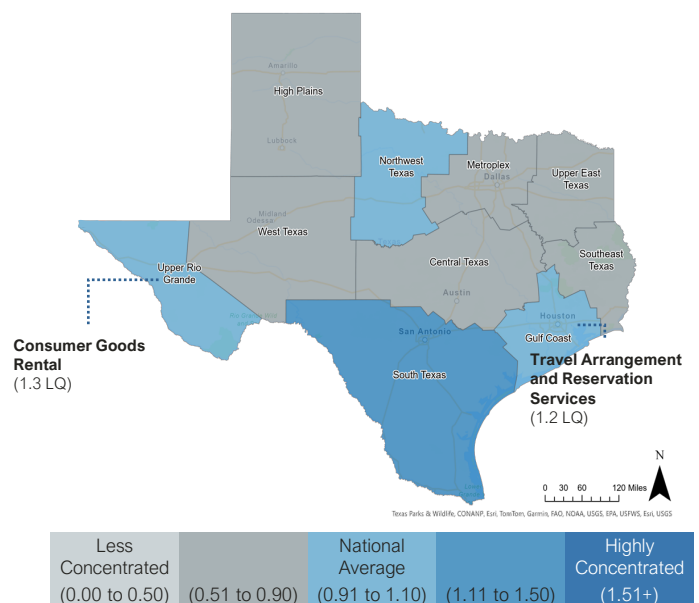 Amarillo
High Plains
Lubbock
Northwest
Texas
Metroplex
Dallas
Upper East
Texas
Midland
Odessa
West Texas
Upper Rio
Grande
Central Texas
Southeast
Texas
Austin
Houston
Gulf Coast
San Antonio
South Texas
Consumer Goods
Rental
(1.3 LQ)
Travel Arrangement
and Reservation
Services
(1.2 LQ)
N
0 30 60 120 Miles
Texas Parks & Wildlife, CONANP, Esri, TomTom, Garmin, FAO, NOAA, USGS, EPA, USFWS, Esri, USGS
Less
Concentrated
(0.00 to 0.50)
(0.51 to 0.90)
National
Average
(0.91 to 1.10)
(1.11 to 1.50)
Highly
Concentrated
(1.51+)